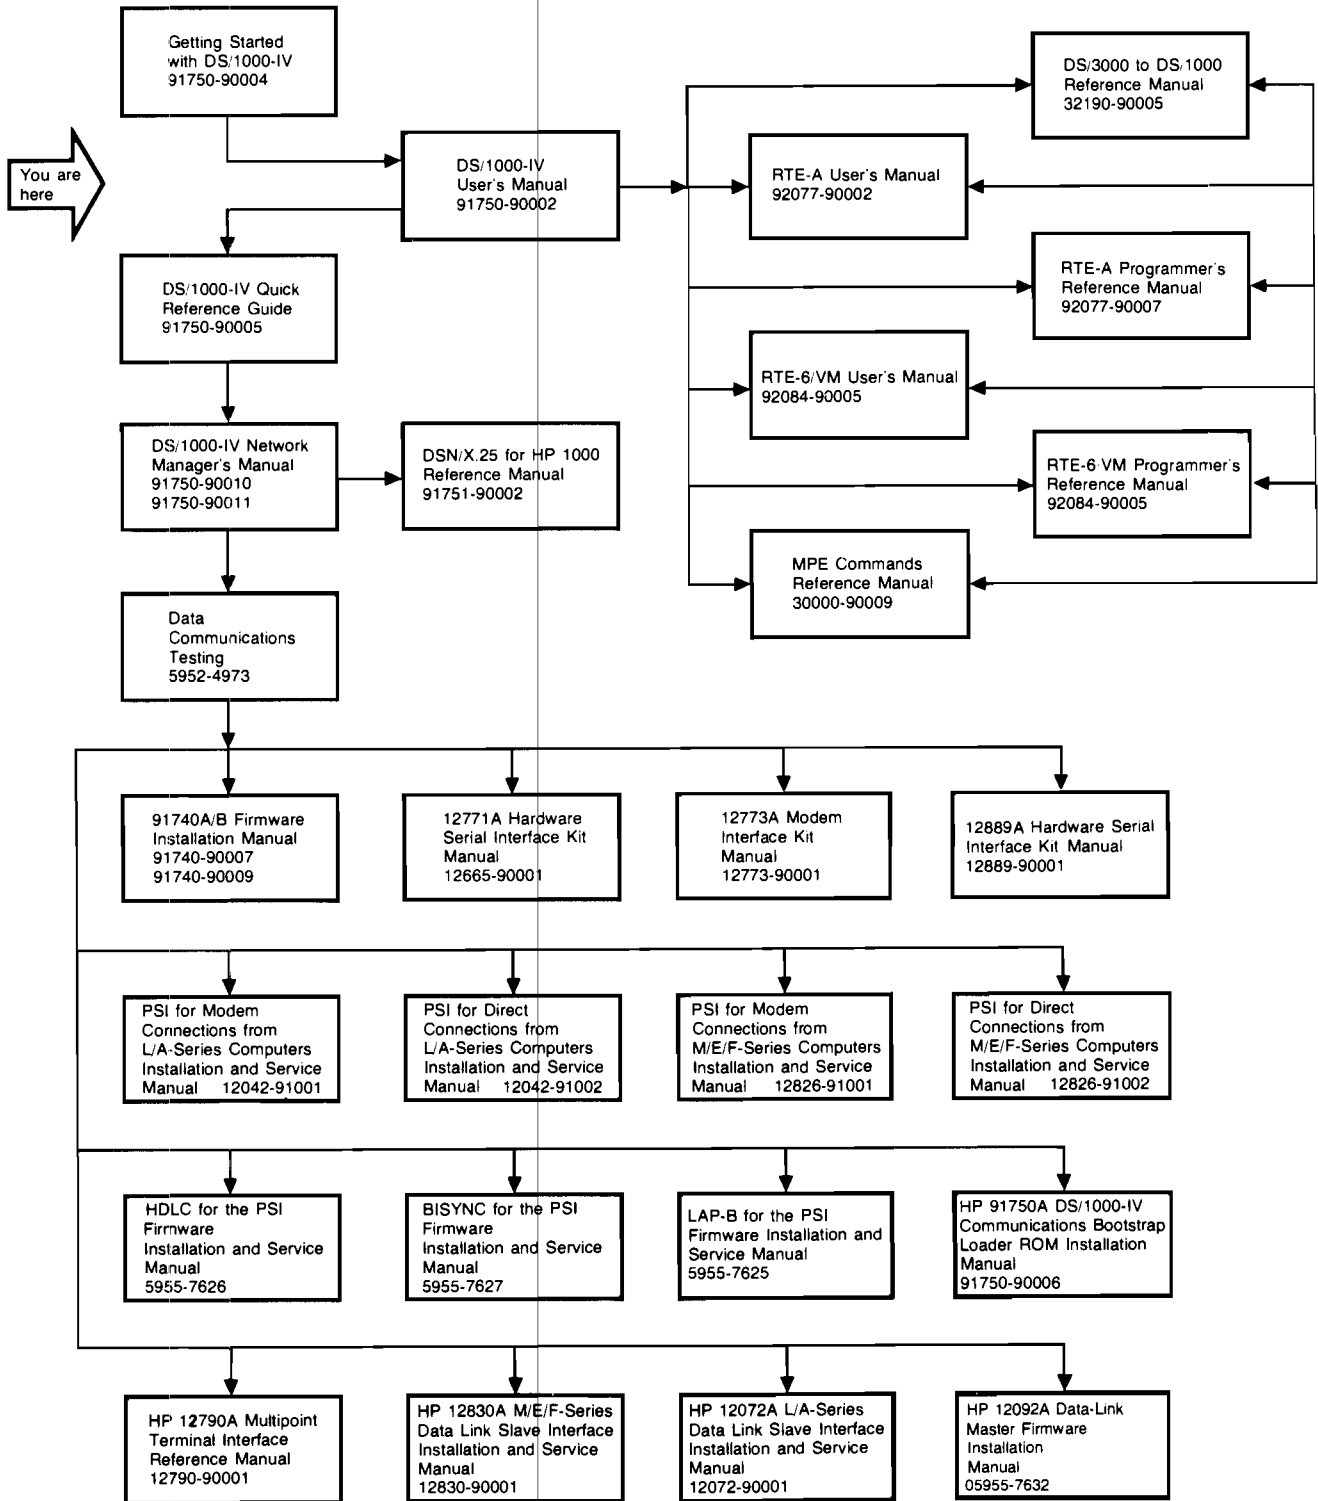 Getting Started
with DS/1000-IV
91750-90004
You are
here
DS/1000-IV
User's Manual
91750-90002
DS/3000 to DS/1000
Reference Manual
32190-90005
RTE-A User's Manual
92077-90002
DS/1000-IV Quick
Reference Guide
91750-90005
RTE-A Programmer's
Reference Manual
92077-90007
RTE-6/VM User's Manual
92084-90005
DS/1000-IV Network
Manager's Manual
91750-90010
91750-90011
DSN/X.25 for HP 1000
Reference Manual
91751-90002
RTE-6/VM Programmer's
Reference Manual
92084-90005
MPE Commands
Reference Manual
30000-90009
Data
Communications
Testing
5952-4973
91740A/B Firmware
Installation Manual
91740-90007
91740-90009
12771A Hardware
Serial Interface Kit
Manual
12665-90001
12773A Modem
Interface Kit
Manual
12773-90001
12889A Hardware Serial
Interface Kit Manual
12889-90001
PSI for Modem
Connections from
L/A-Series Computers
Installation and Service
Manual 12042-91001
PSI for Direct
Connections from
L/A-Series Computers
Installation and Service
Manual 12042-91002
PSI for Modem
Connections from
M/E/F-Series Computers
Installation and Service
Manual 12826-91001
PSI for Direct
Connections from
M/E/F-Series Computers
Installation and Service
Manual 12826-91002
HDLC for the PSI
Firmware
Installation and Service
Manual
5955-7626
BISYNC for the PSI
Firmware
Installation and Service
Manual
5955-7627
LAP-B for the PSI
Firmware Installation and
Service Manual
5955-7625
HP 91750A DS/1000-IV
Communications Bootstrap
Loader ROM Installation
Manual
91750-90006
HP 12790A Multipoint
Terminal Interface
Reference Manual
12790-90001
HP 12830A M/E/F-Series
Data Link Slave Interface
Installation and Service
Manual
12830-90001
HP 12072A L/A-Series
Data Link Slave Interface
Installation and Service
Manual
12072-90001
HP 12092A Data-Link
Master Firmware
Installation
Manual
05955-7632